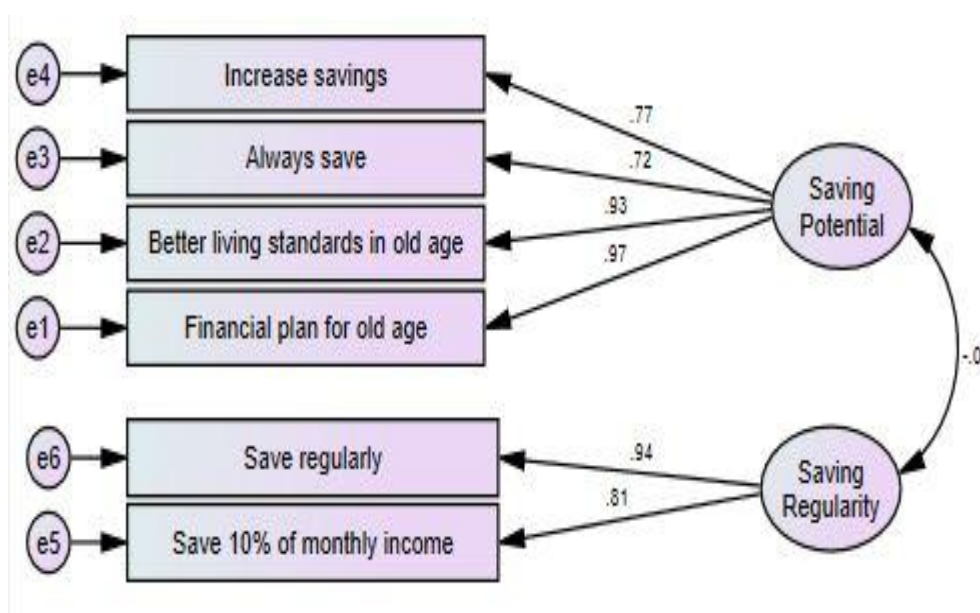 e4
Increase savings
.77
e3
Always save
.72
Saving
Potential
.93
e2
Better living standards in old age
.97
e1
Financial plan for old age
-.0
e6
Save regularly
.94
Saving
Regularity
.81
e5
Save 10% of monthly income